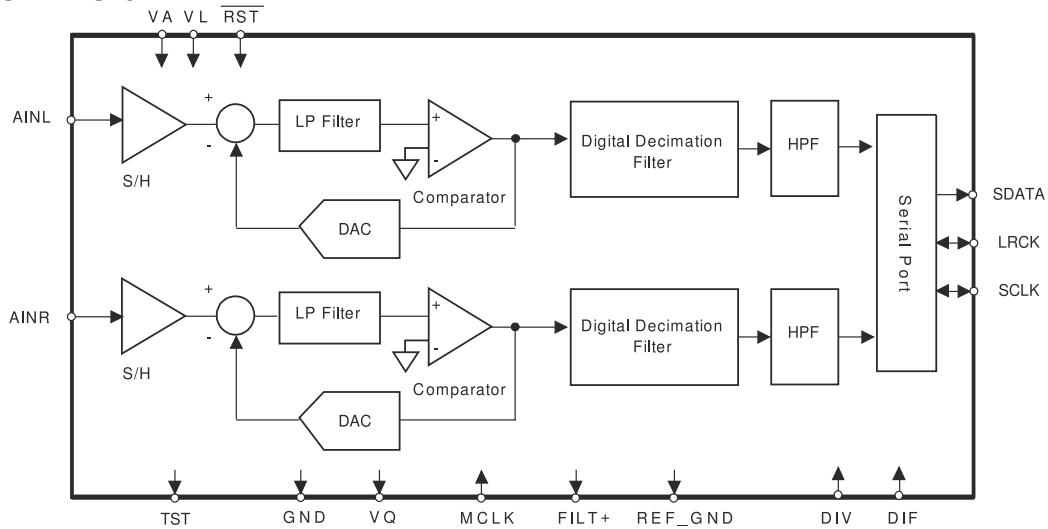 VA VL RST
AINL
+
-
S/H
LP Filter
+
-
Comparator
DAC
Digital Decimation
Filter
HPF
Serial Port
SDATA
LRCK
SCLK
AINR
+
-
S/H
LP Filter
+
-
Comparator
DAC
Digital Decimation
Filter
HPF
TST GND VQ MCLK FILT+ REF_GND DIV DIF